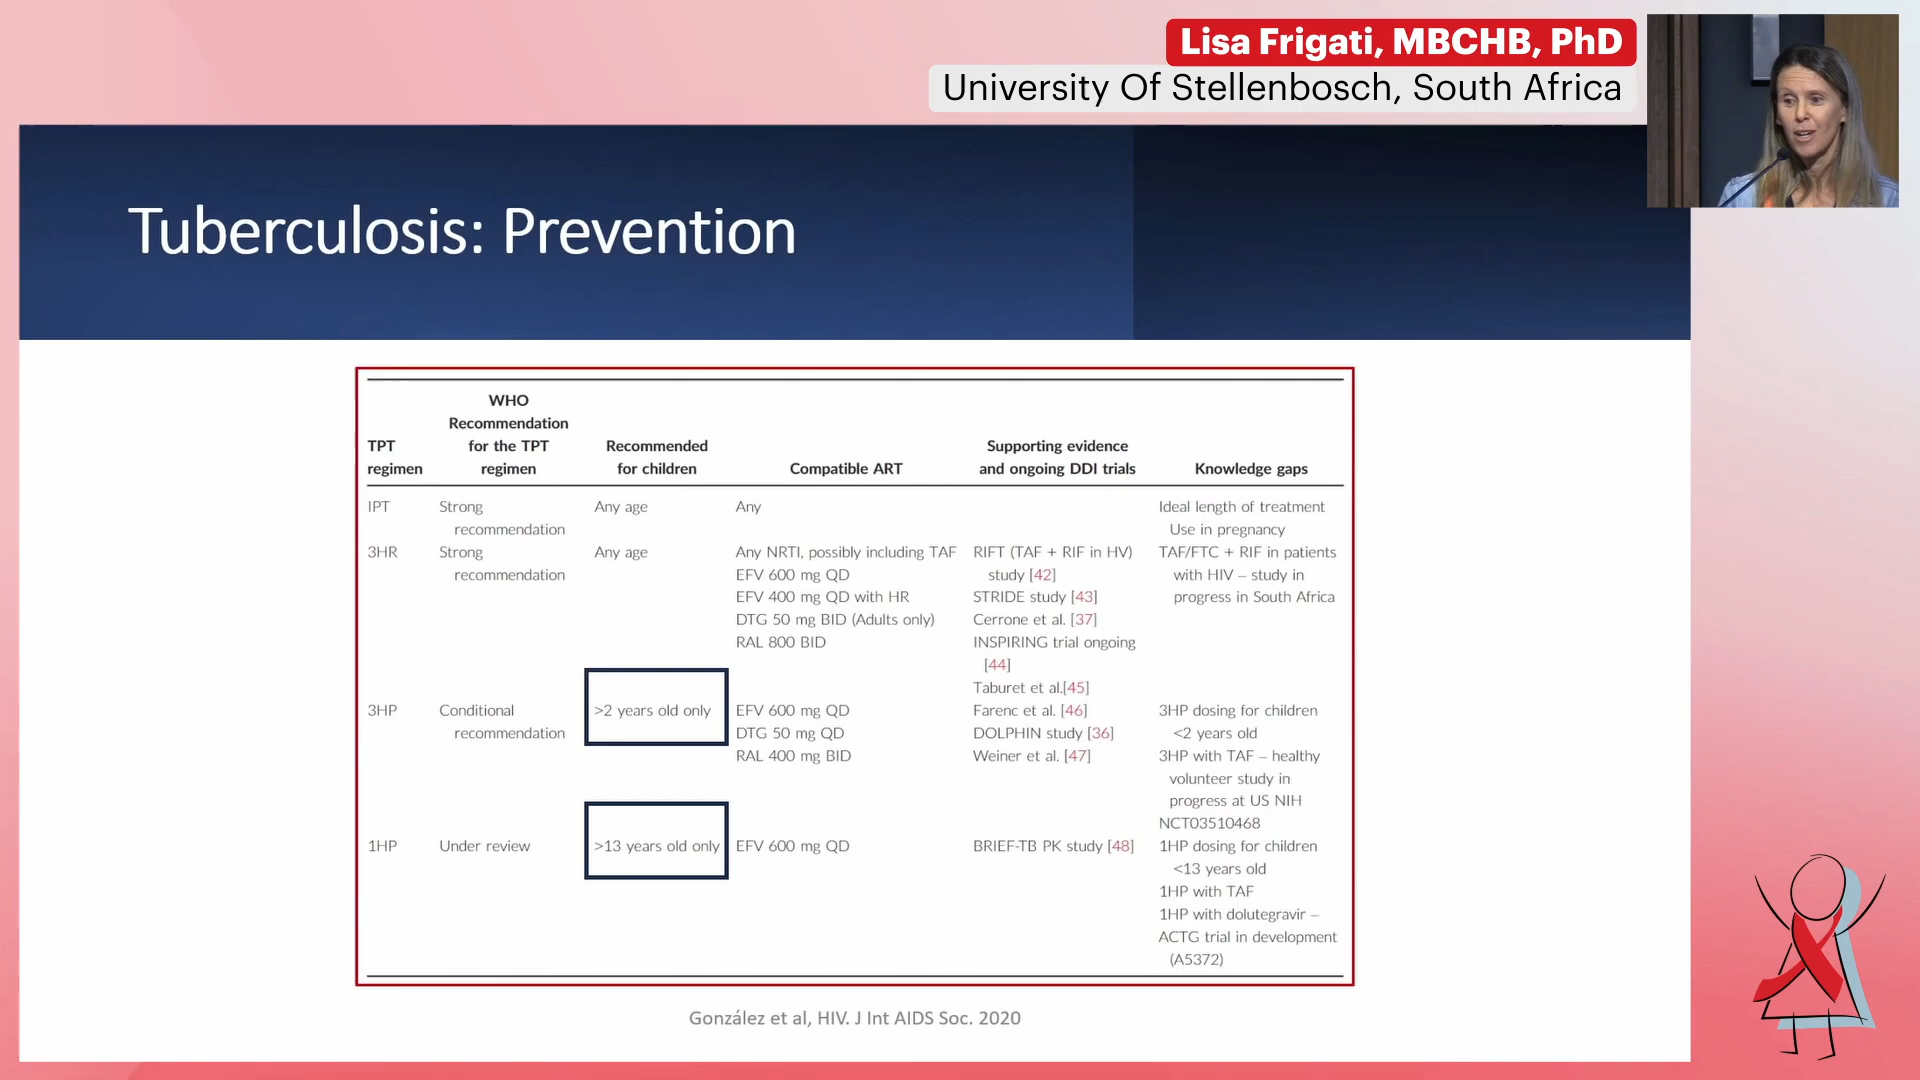 Lisa Frigati, MBCHB, PhD
University Of Stellenbosch, South Africa
Tuberculosis: Prevention
TPT regimen
WHO Recommendation for the TPT regimen
Recommended for children
Compatible ART
Supporting evidence and ongoing DDI trials
Knowledge gaps
IPT
Strong recommendation
Any age
Any
Ideal length of treatment
Use in pregnancy
3HR
Strong recommendation
Any age
Any NRTI, possibly including TAF
EFV 600 mg QD
EFV 400 mg QD with HR
DTG 50 mg BID (Adults only)
RAL 800 BID
RIFT (TAF + RIF in HV) study [42]
STRIDE study [43]
Cerrone et al. [37]
INSPIRING trial ongoing [44]
Taburet et al.[45]
TAF/FTC + RIF in patients with HIV – study in progress in South Africa
3HP
Conditional recommendation
>2 years old only
EFV 600 mg QD
DTG 50 mg QD
RAL 400 mg BID
Farenc et al. [46]
DOLPHIN study [36]
Weiner et al. [47]
3HP dosing for children <2 years old
3HP with TAF – healthy volunteer study in progress at US NIH
NCT03510468
1HP
Under review
>13 years old only
EFV 600 mg QD
BRIEF-TB PK study [48]
1HP dosing for children <13 years old
1HP with TAF
1HP with dolutegravir –
ACTG trial in development (A5372)
González et al, HIV. J Int AIDS Soc. 2020